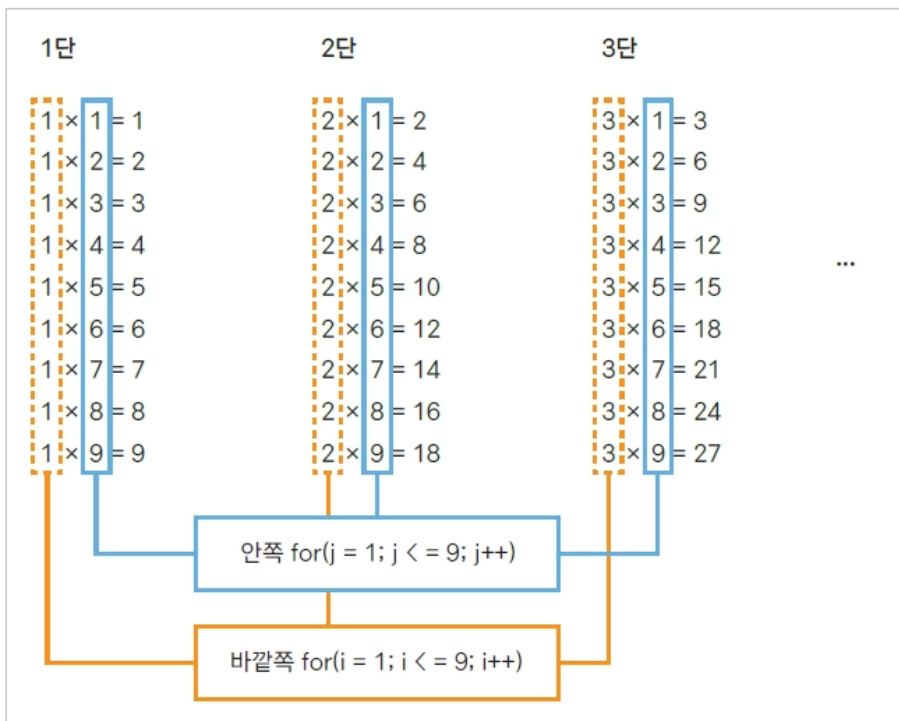 1단 2단 3단
1 × 1 = 1 2 × 1 = 2 3 × 1 = 3
1 × 2 = 2 2 × 2 = 4 3 × 2 = 6
1 × 3 = 3 2 × 3 = 6 3 × 3 = 9
1 × 4 = 4 2 × 4 = 8 3 × 4 = 12
...
1 × 5 = 5 2 × 5 = 10 3 × 5 = 15
1 × 6 = 6 2 × 6 = 12 3 × 6 = 18
1 × 7 = 7 2 × 7 = 14 3 × 7 = 21
1 × 8 = 8 2 × 8 = 16 3 × 8 = 24
1 × 9 = 9 2 × 9 = 18 3 × 9 = 27
안쪽 for(j = 1; j < = 9; j++)
바깥쪽 for(i = 1; i < = 9; i++)